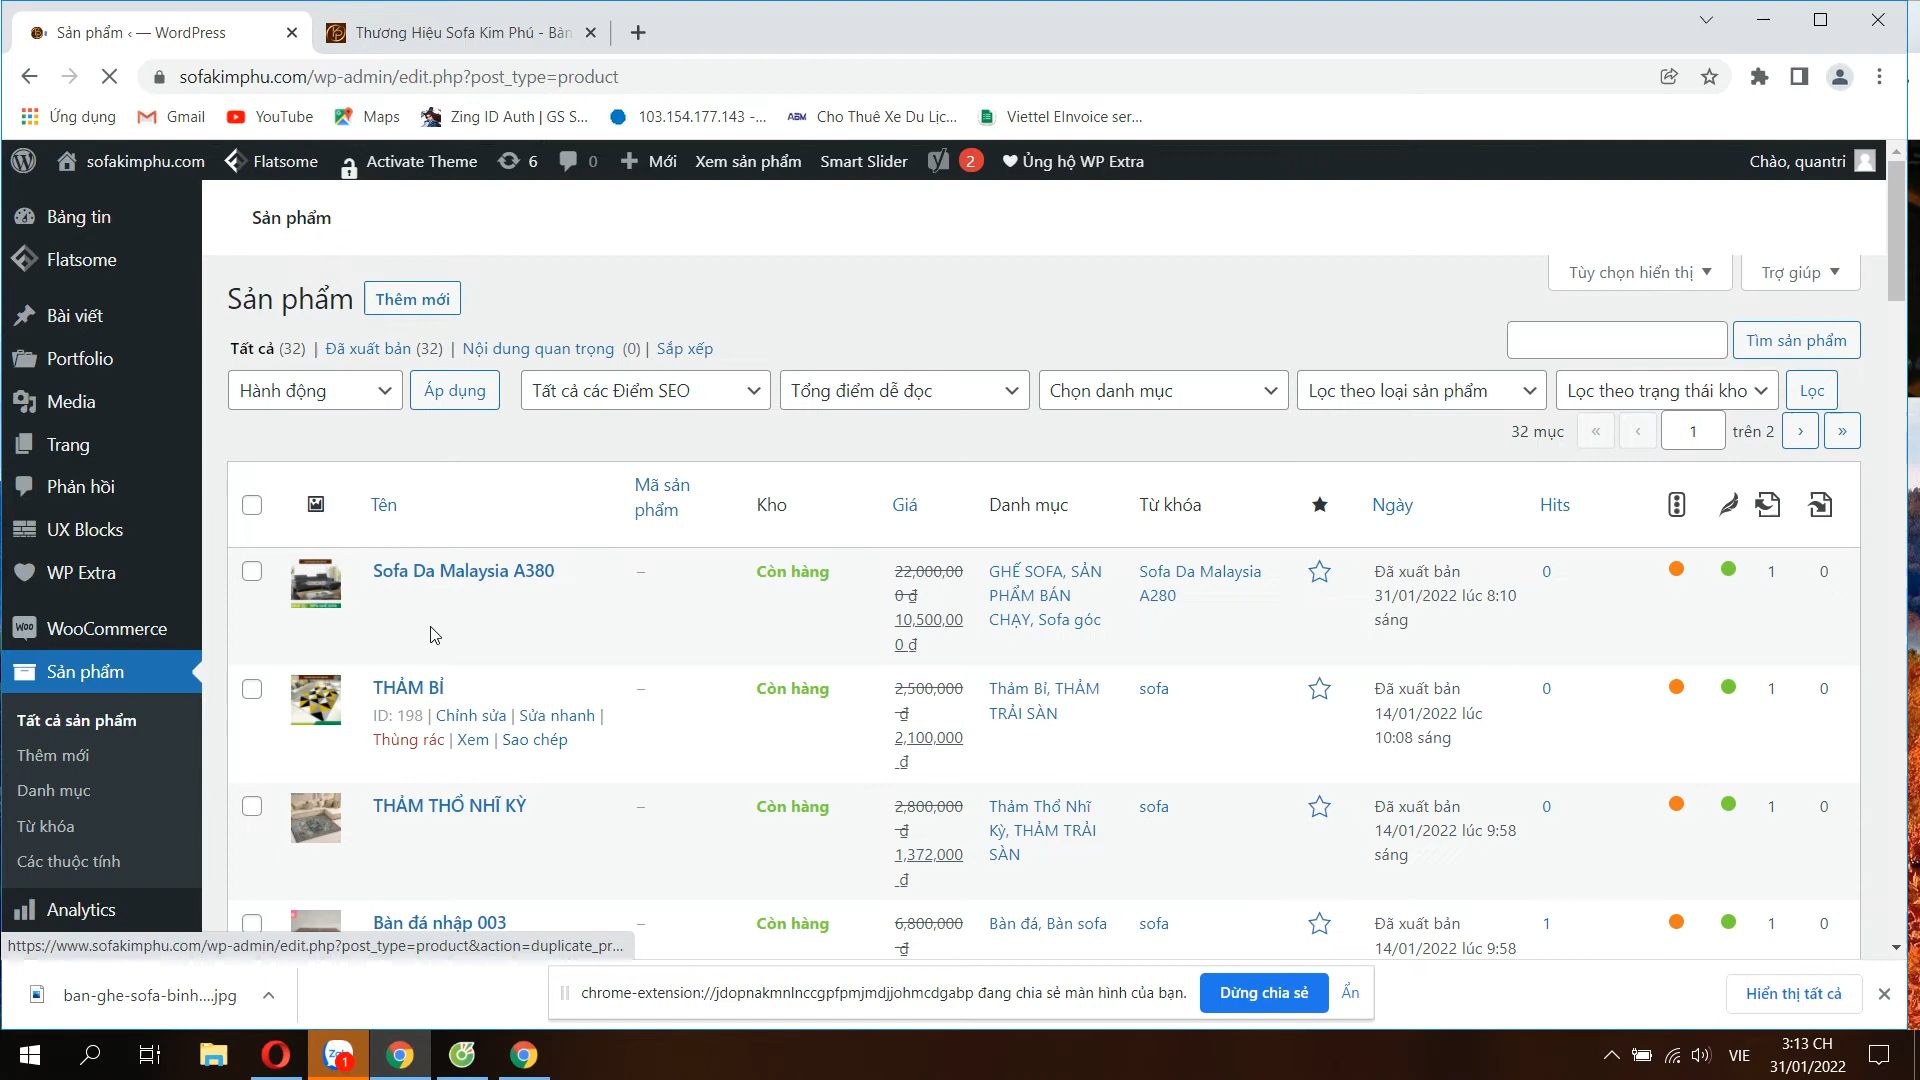 Sản phẩm ‹ — WordPress
Thương Hiệu Sofa Kim Phú - Bàn
sofakimphu.com/wp-admin/edit.php?post_type=product
Ứng dụng Gmail YouTube Maps Zing ID Auth | GS S... 103.154.177.143 -... ABM Cho Thuê Xe Du Lịc... Viettel EInvoice ser...
sofakimphu.com Flatsome Activate Theme 6 0 Mới Xem sản phẩm Smart Slider 2 Ủng hộ WP Extra Chào, quantri
Bảng tin
Flatsome
Bài viết
Portfolio
Media
Trang
Phản hồi
UX Blocks
WP Extra
WooCommerce
Sản phẩm
Tất cả sản phẩm
Thêm mới
Danh mục
Từ khóa
Các thuộc tính
Analytics
Sản phẩm
Tùy chọn hiển thị ▼ Trợ giúp ▼
Sản phẩm Thêm mới
Tất cả (32) | Đã xuất bản (32) | Nội dung quan trọng (0) | Sắp xếp
Tìm sản phẩm
Hành động Áp dụng Tất cả các Điểm SEO Tổng điểm dễ đọc Chọn danh mục Lọc theo loại sản phẩm Lọc theo trạng thái kho Lọc
32 mục « ‹ 1 trên 2 › »
Tên Mã sản phẩm Kho Giá Danh mục Từ khóa Ngày Hits
Sofa Da Malaysia A380 – Còn hàng 22,000,00 GHẾ SOFA, SẢN Sofa Da Malaysia Đã xuất bản 0 1 0
0 ₫ PHẨM BÁN A280 31/01/2022 lúc 8:10
10,500,00 CHẠY, Sofa góc sáng
0 ₫
THẢM BỈ – Còn hàng 2,500,000 Thảm Bỉ, THẢM sofa Đã xuất bản 0 1 0
ID: 198 | Chỉnh sửa | Sửa nhanh | ₫ TRẢI SÀN 14/01/2022 lúc
Thùng rác | Xem | Sao chép 2,100,000 10:08 sáng
₫
THẢM THỔ NHĨ KỲ – Còn hàng 2,800,000 Thảm Thổ Nhĩ sofa Đã xuất bản 0 1 0
₫ Kỳ, THẢM TRẢI 14/01/2022 lúc 9:58
1,372,000 SÀN sáng
₫
Bàn đá nhập 003 – Còn hàng 6,800,000 Bàn đá, Bàn sofa sofa Đã xuất bản 1 1 0
₫ 14/01/2022 lúc 9:58
https://www.sofakimphu.com/wp-admin/edit.php?post_type=product&action=duplicate_pr...
ban-ghe-sofa-binh....jpg
chrome-extension://jdopnakmnlnccgpfpmjmdjjohmcdgabp đang chia sẻ màn hình của bạn. Dừng chia sẻ Ẩn
Hiển thị tất cả
1
VIE
3:13 CH
31/01/2022